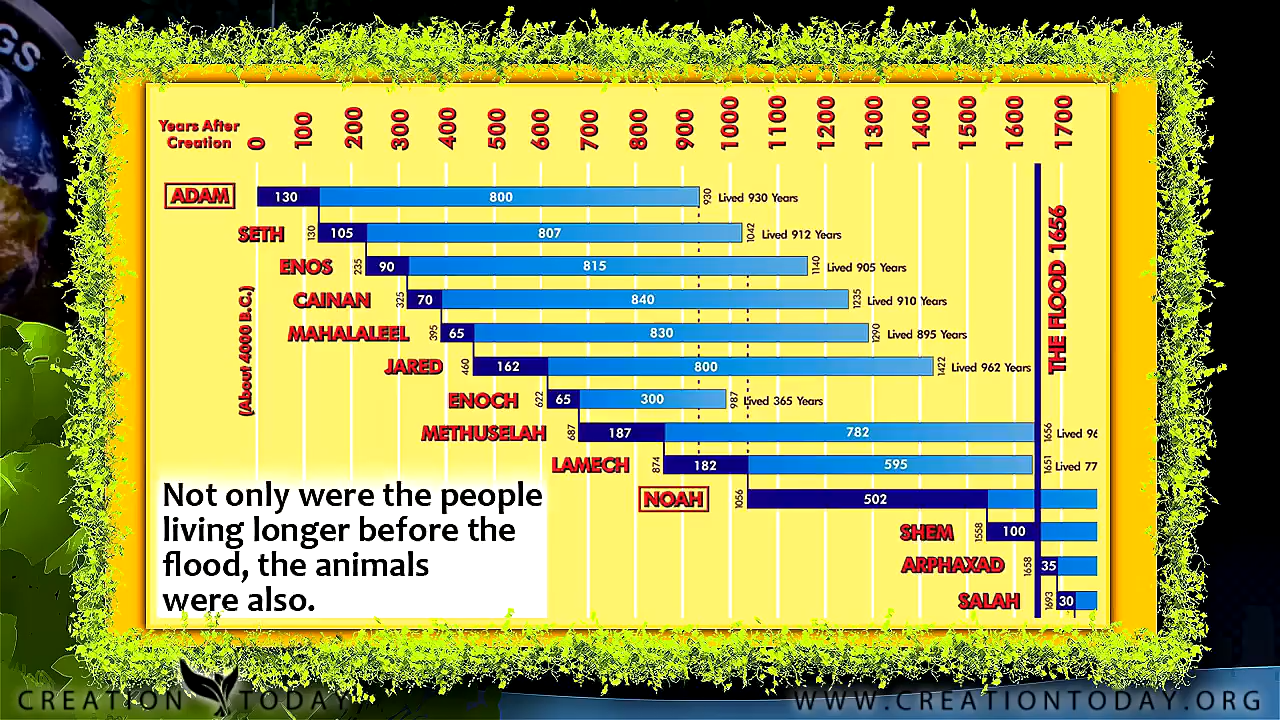 GS
Years After
Creation
0 100 200 300 400 500 600 700 800 900 1000 1100 1200 1300 1400 1500 1600 1700
ADAM 130 800 930 Lived 930 Years
SETH 130 105 807 1042 Lived 912 Years
ENOS 235 90 815 1140 Lived 905 Years
CAINAN 325 70 840 1235 Lived 910 Years
MAHALALEEL 395 65 830 1290 Lived 895 Years
JARED 460 162 800 1422 Lived 962 Years
ENOCH 622 65 300 987 Lived 365 Years
METHUSELAH 687 187 782 1656 Lived 96
LAMECH 874 182 595 1651 Lived 77
NOAH 1056 502
SHEM 1558 100
ARPHAXAD 1658 35
SALAH 1693 30
(About 4000 B.C.)
THE FLOOD 1656
Not only were the people
living longer before the
flood, the animals
were also.
CREATION TODAY
WWW.CREATIONTODAY.ORG